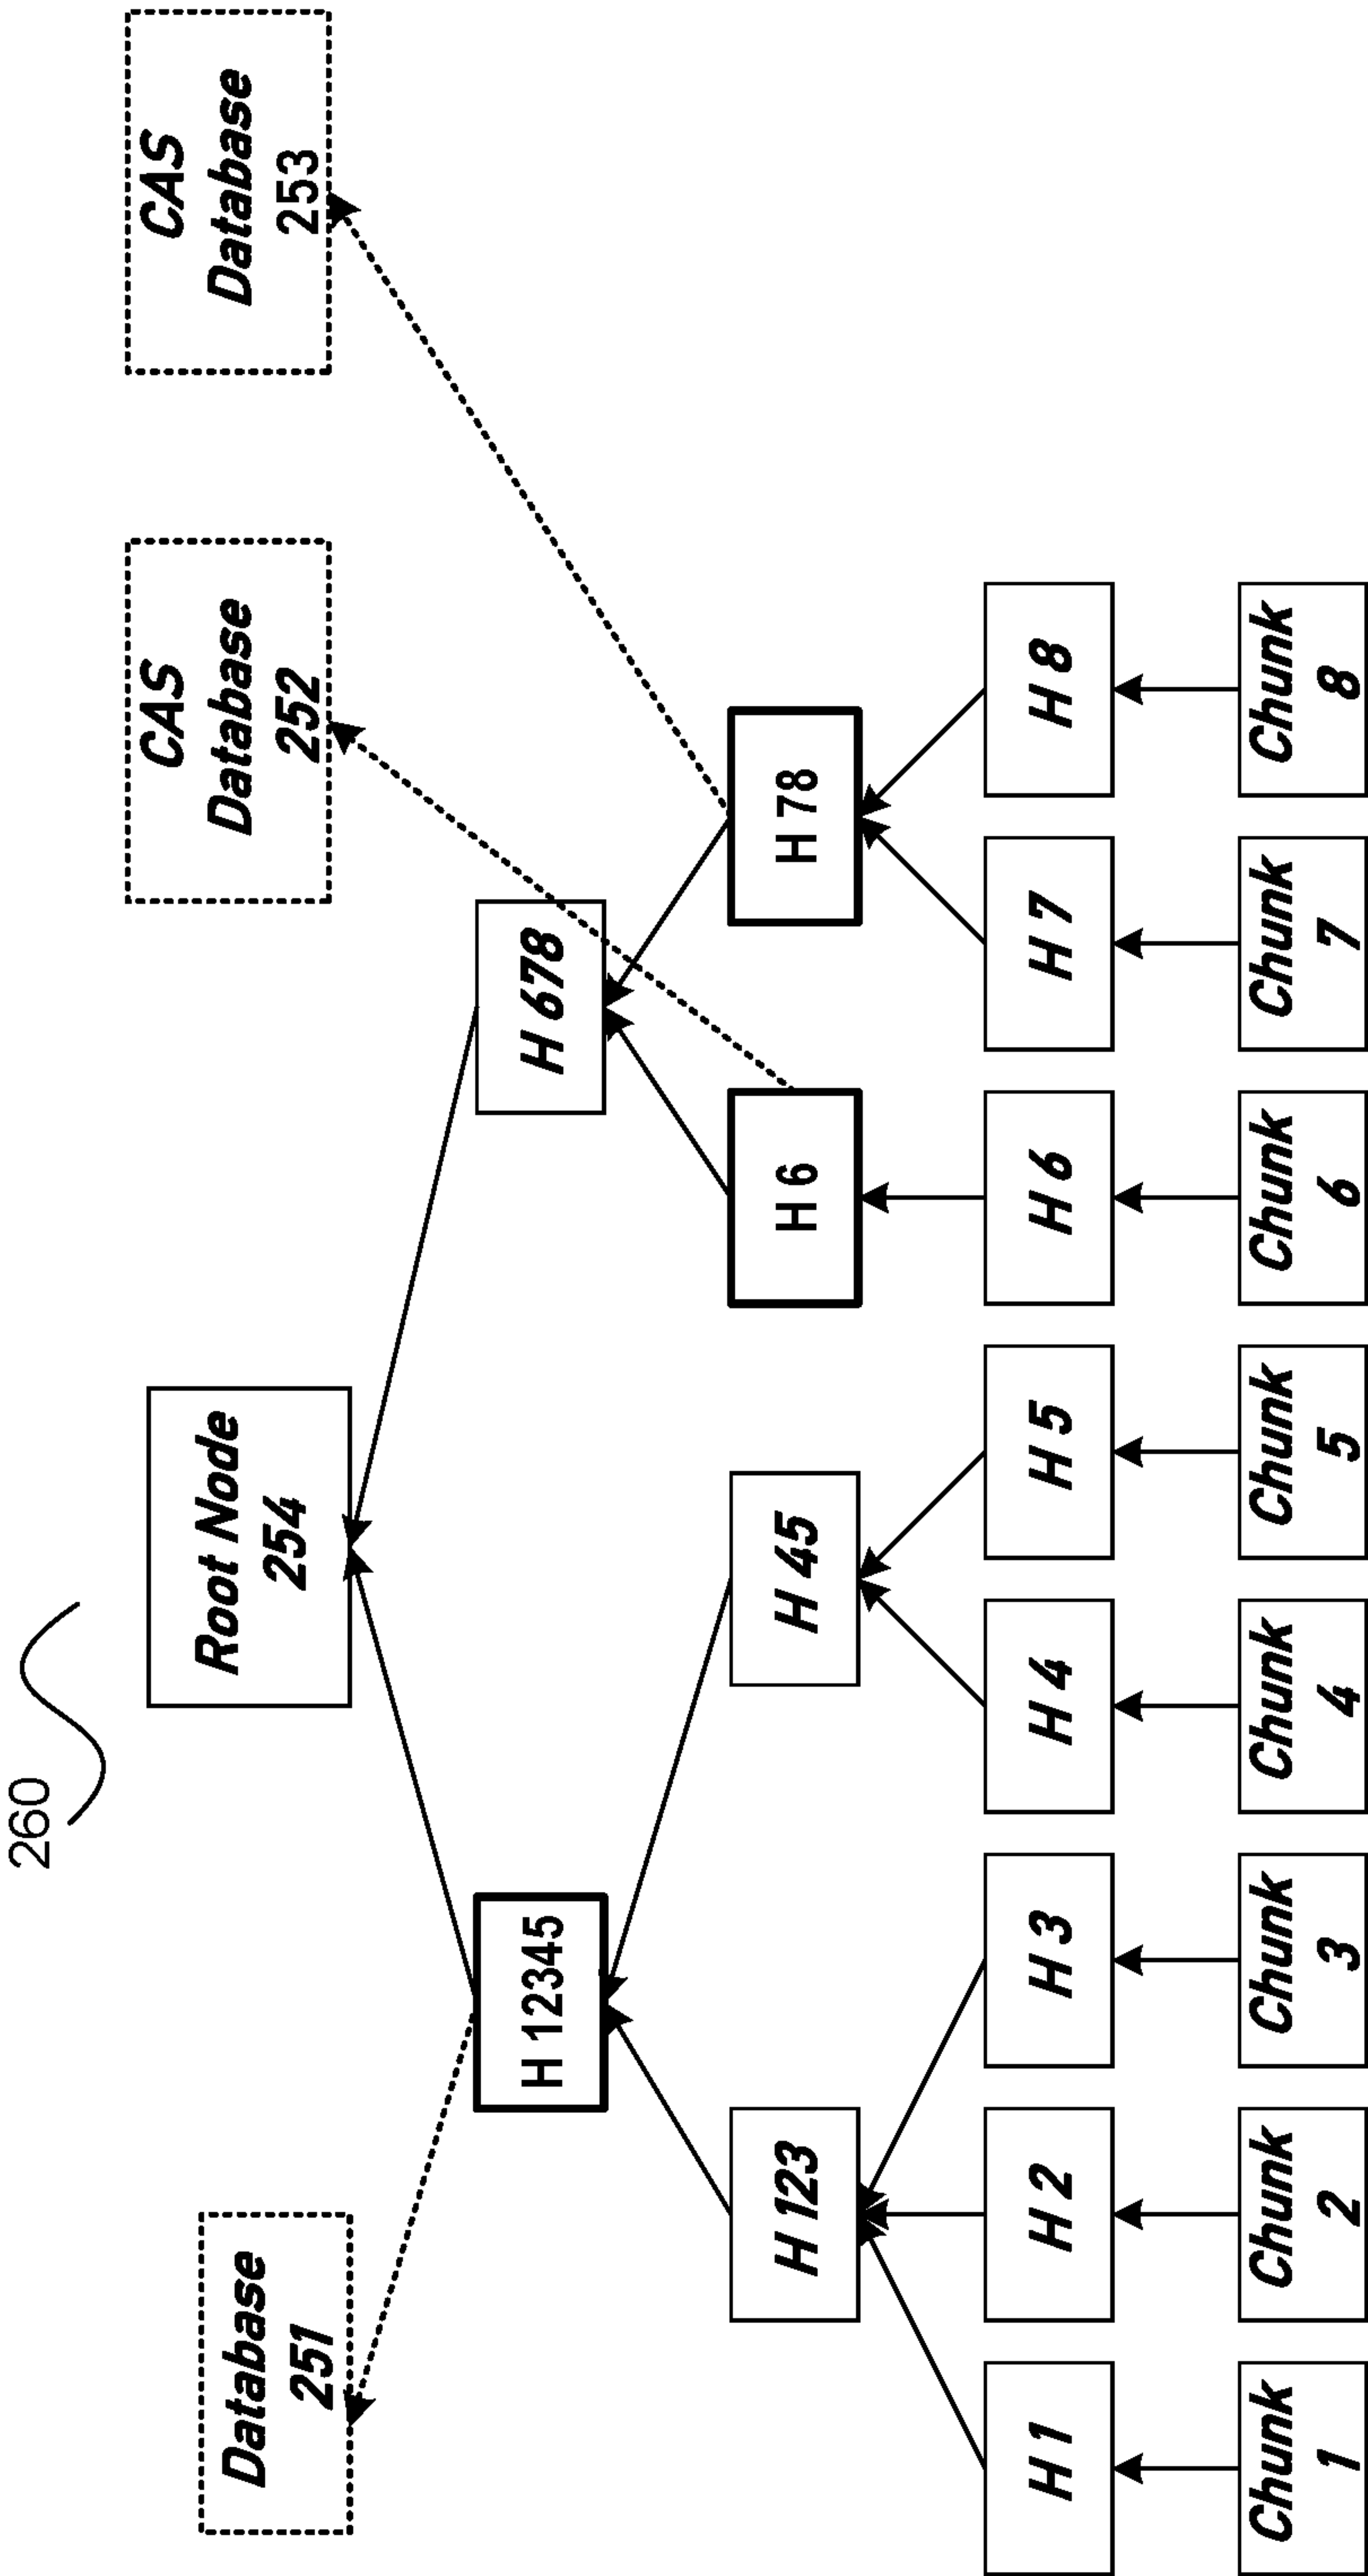 260
Root Node
254
Database
251
CAS
Database
252
CAS
Database
253
H 12345
H 678
H 123
H 45
H 6
H 78
H 1
H 2
H 3
H 4
H 5
H 6
H 7
H 8
Chunk
1
Chunk
2
Chunk
3
Chunk
4
Chunk
5
Chunk
6
Chunk
7
Chunk
8